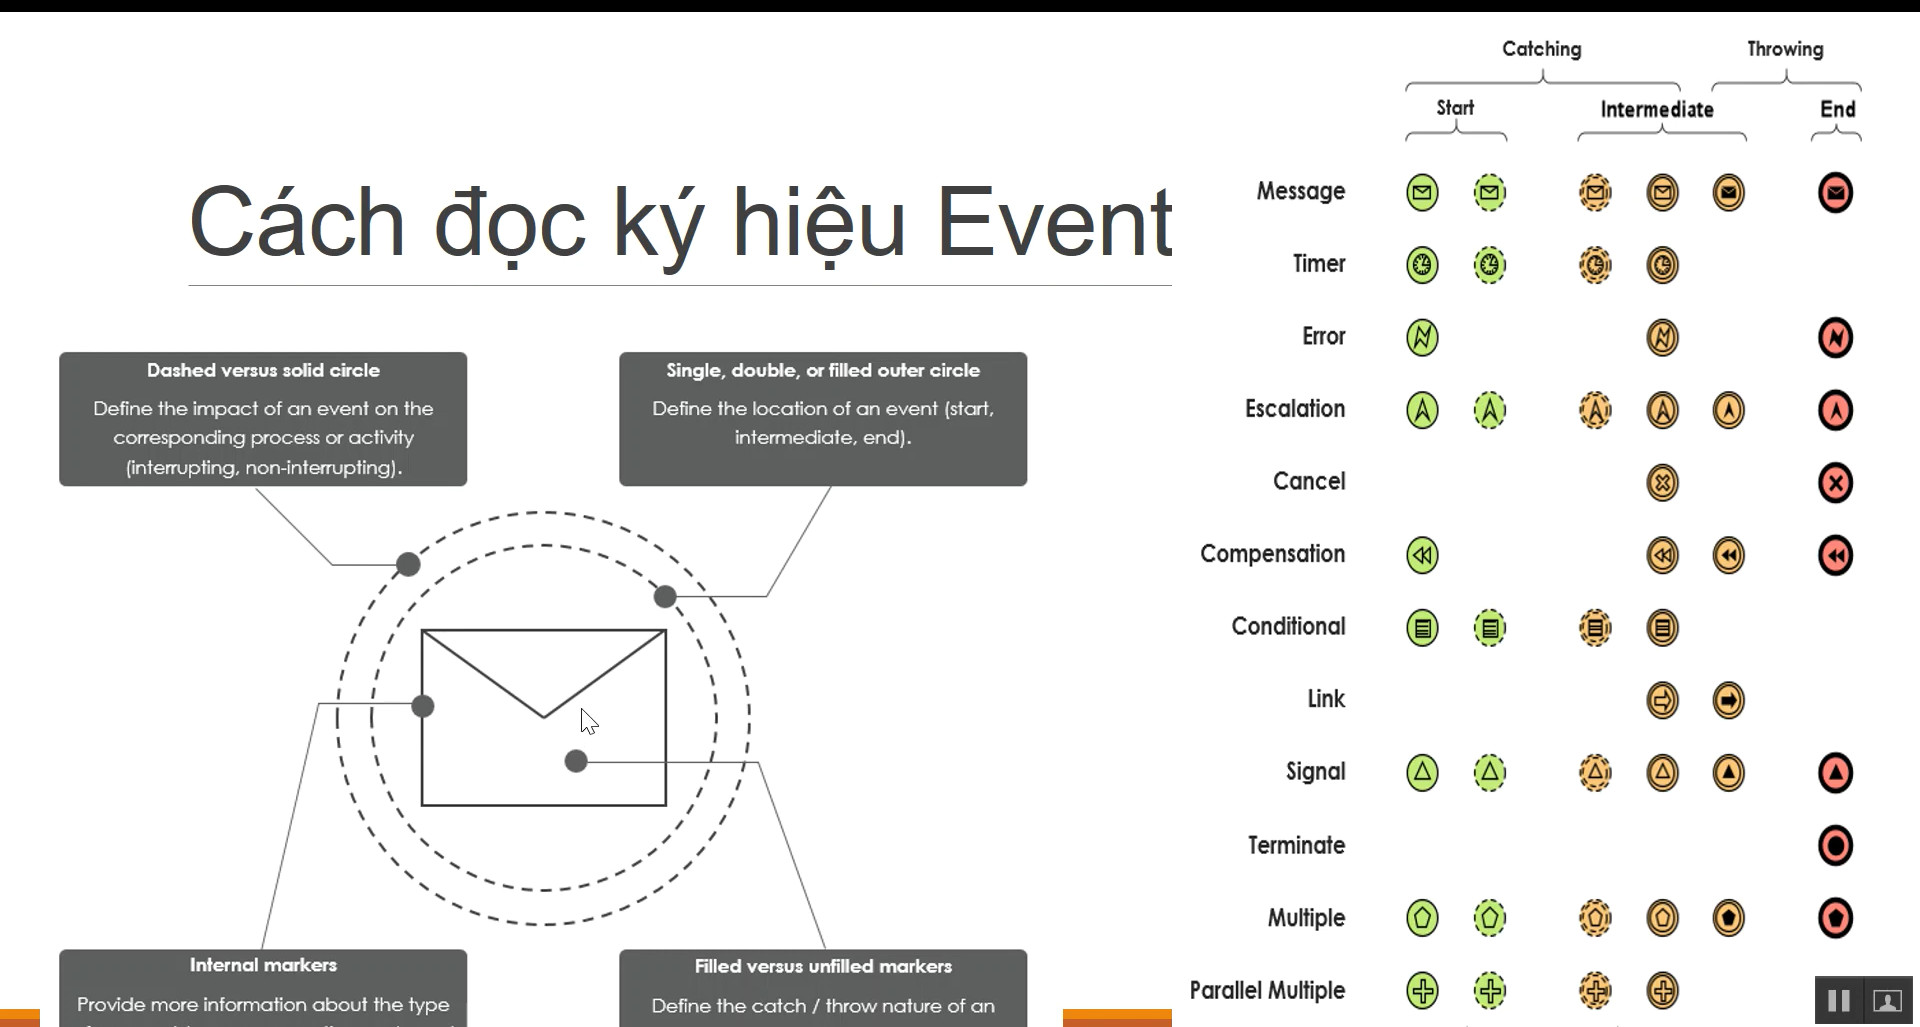 Cách đọc ký hiệu Event
Dashed versus solid circle
Define the impact of an event on the
corresponding process or activity
(interrupting, non-interrupting).
Single, double, or filled outer circle
Define the location of an event (start,
intermediate, end).
Internal markers
Provide more information about the type
Filled versus unfilled markers
Define the catch / throw nature of an
Catching
Throwing
Start
Intermediate
End
Message
Timer
Error
Escalation
Cancel
Compensation
Conditional
Link
Signal
Terminate
Multiple
Parallel Multiple